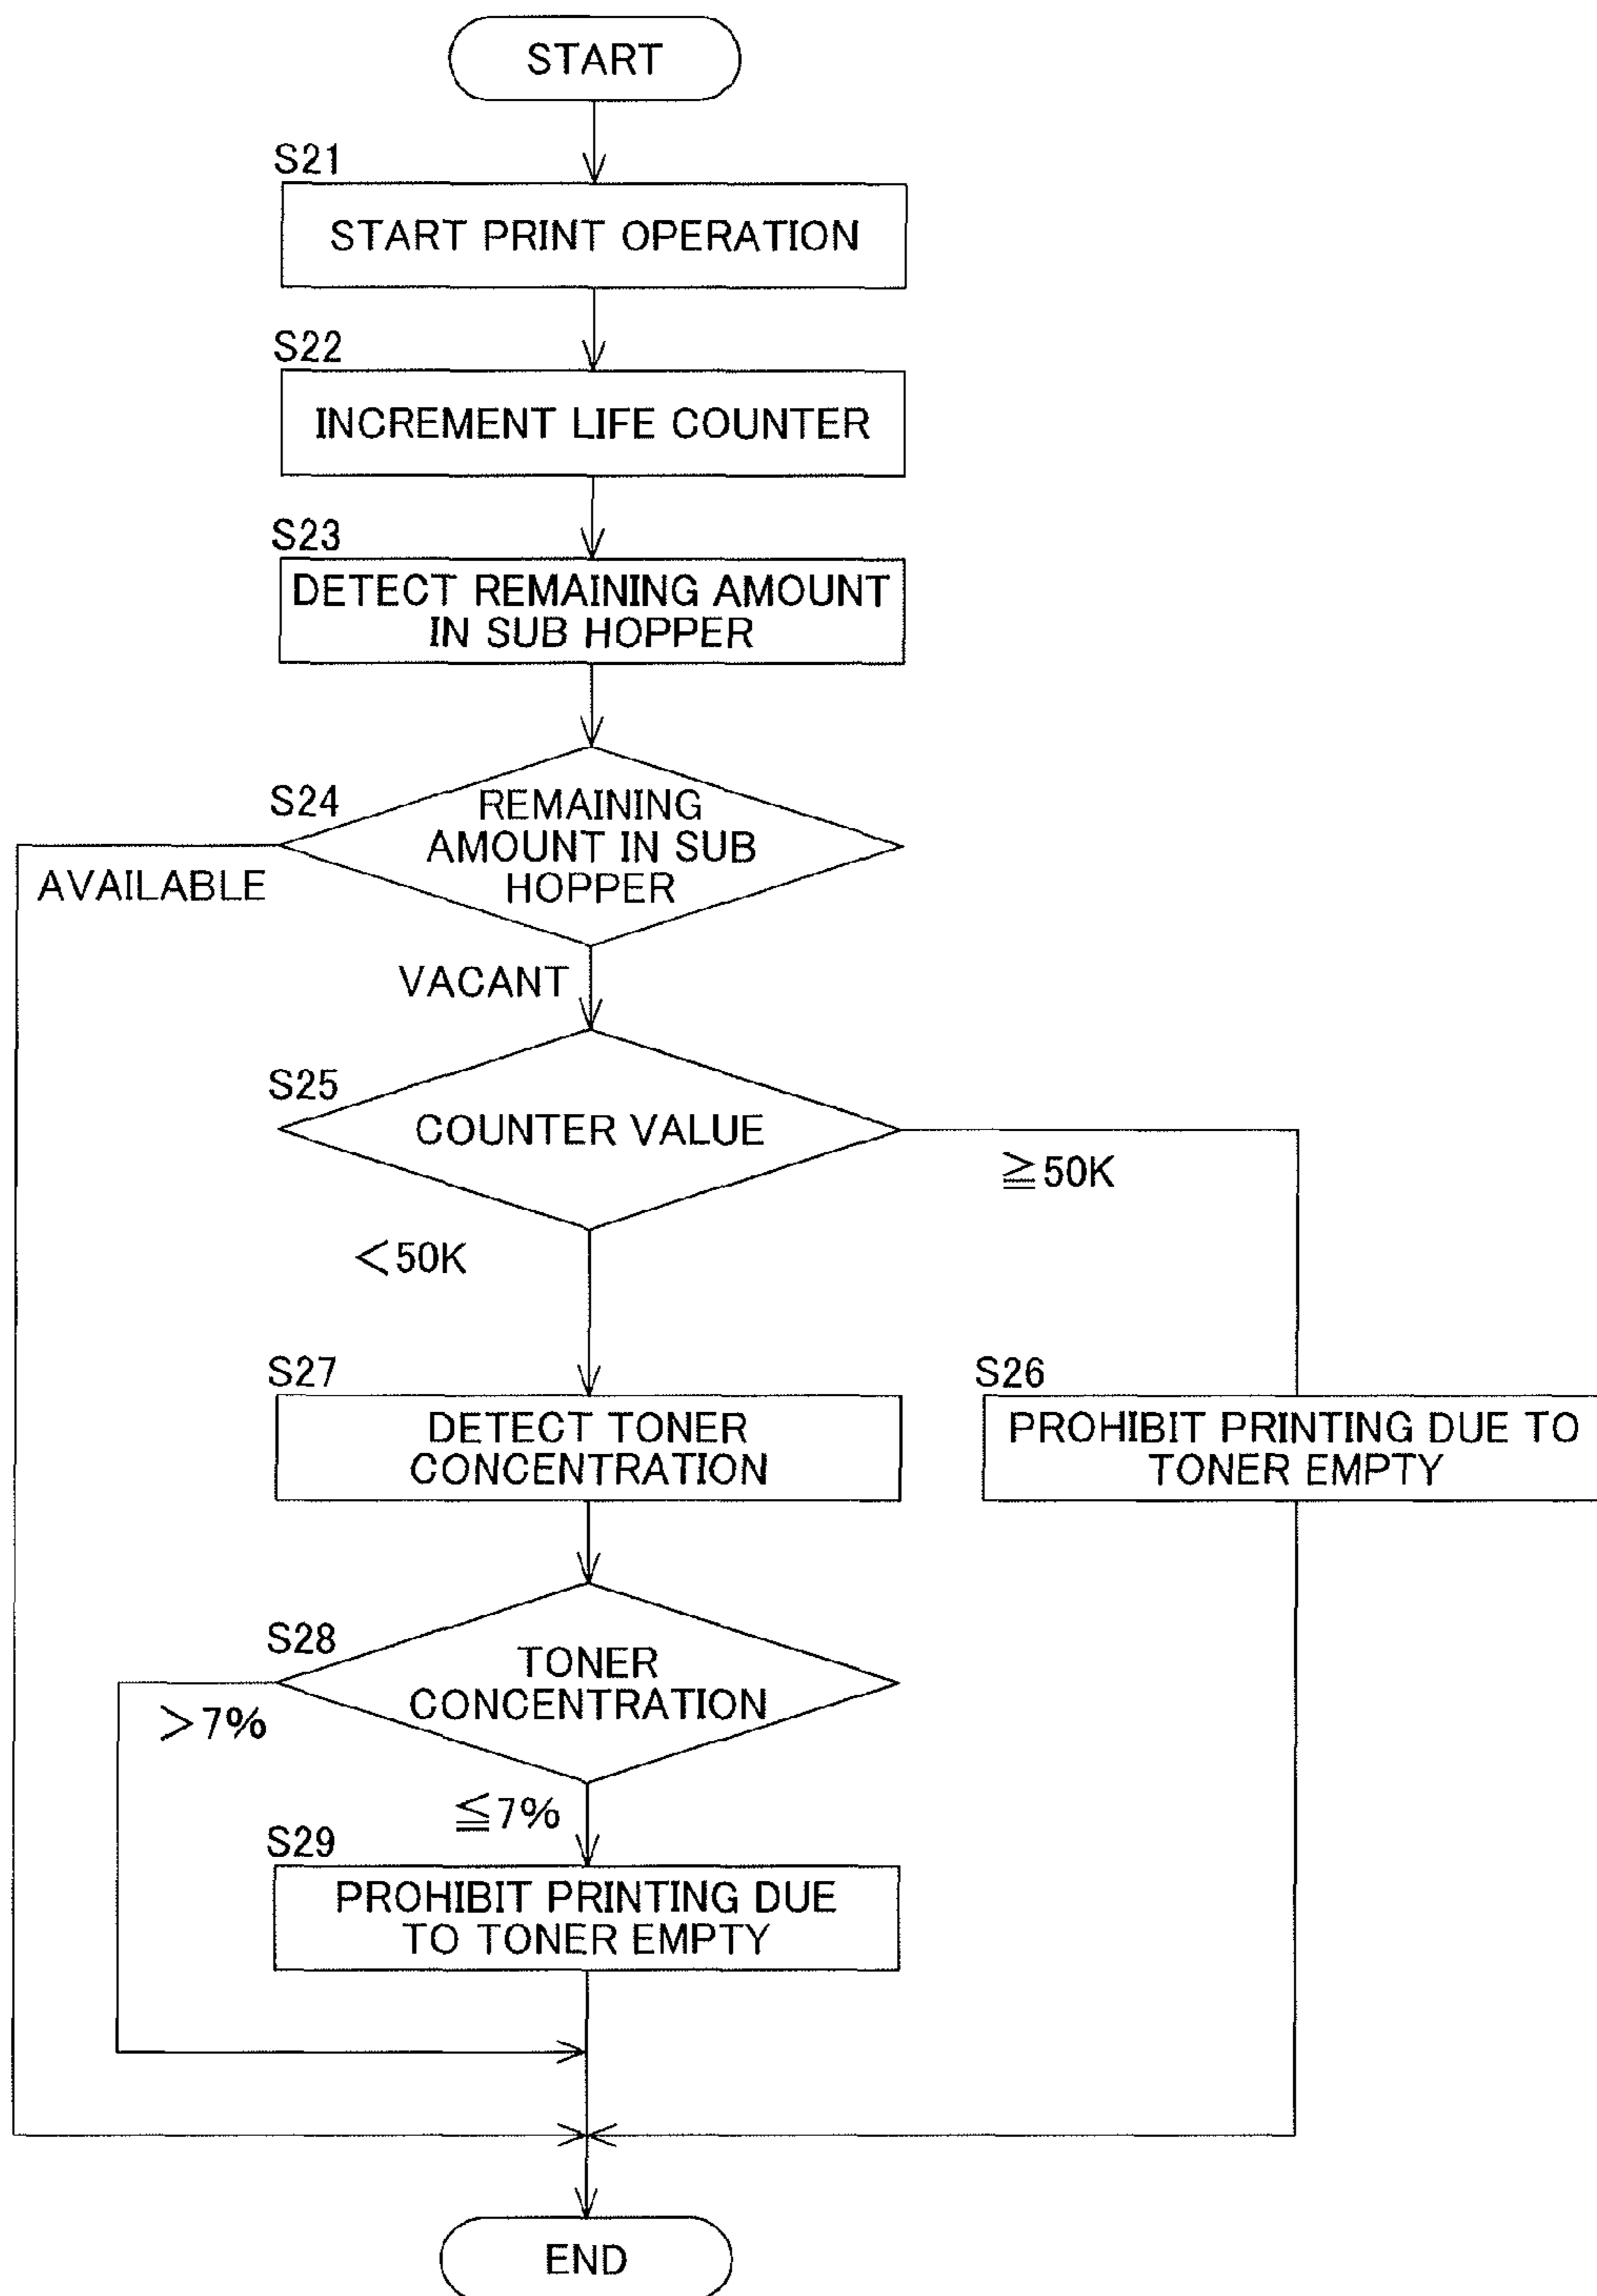 START
S21
START PRINT OPERATION
S22
INCREMENT LIFE COUNTER
S23
DETECT REMAINING AMOUNT
IN SUB HOPPER
S24
REMAINING
AMOUNT IN SUB
HOPPER
AVAILABLE
VACANT
S25
COUNTER VALUE
≧50K
<50K
S27
DETECT TONER
CONCENTRATION
S26
PROHIBIT PRINTING DUE TO
TONER EMPTY
S28
TONER
CONCENTRATION
>7%
≦7%
S29
PROHIBIT PRINTING DUE
TO TONER EMPTY
END